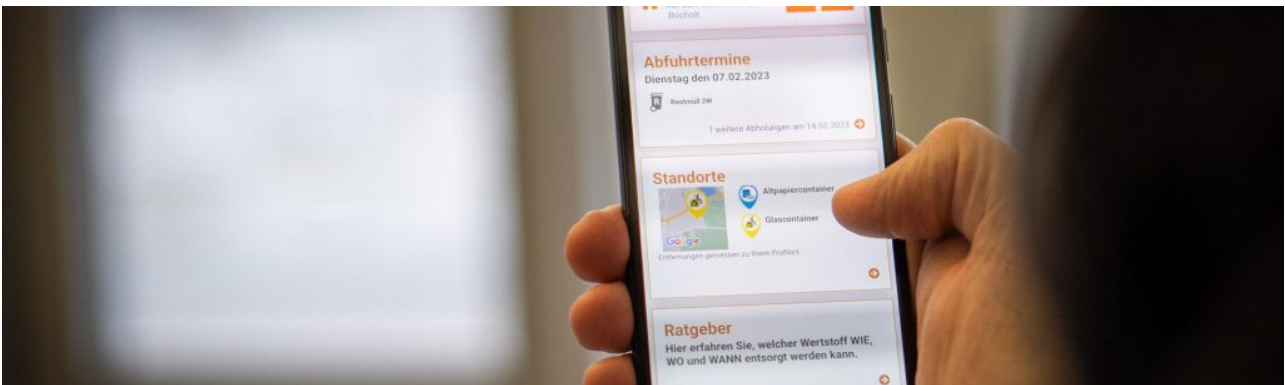 Bocholt
Abfuhrtermine
Dienstag den 07.02.2023
Restmüll 2W
1 weitere Abholungen am 14.02.2023
Standorte
Altpapiercontainer
Glascontainer
Google
Entfernungen gemessen zu Ihrem Profilort.
Ratgeber
Hier erfahren Sie, welcher Wertstoff WIE,
WO und WANN entsorgt werden kann.